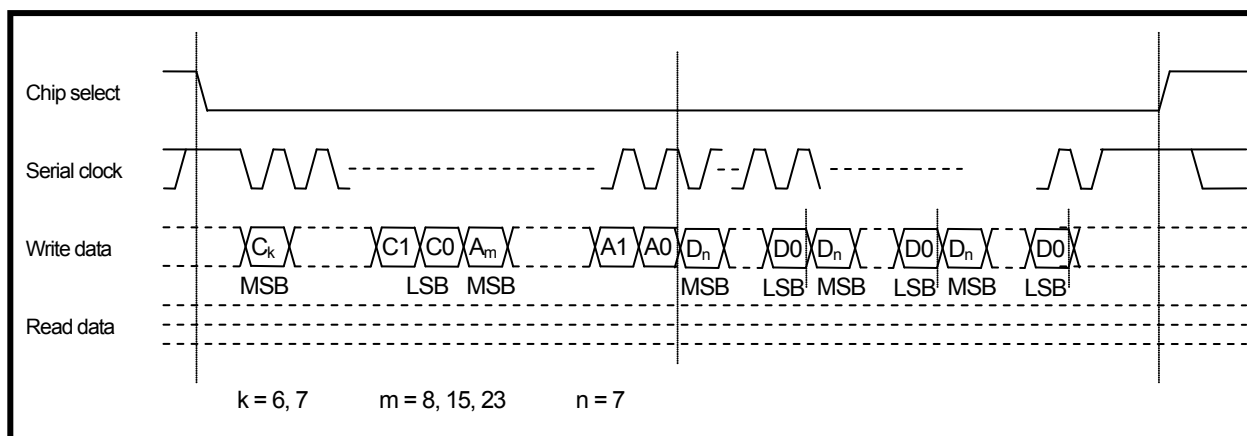 Chip select
Serial clock
Write data
C_k C1 C0 A_m A1 A0 D_n D0 D_n D0 D_n D0
MSB LSB MSB MSB LSB MSB LSB MSB LSB
Read data
k = 6, 7 m = 8, 15, 23 n = 7